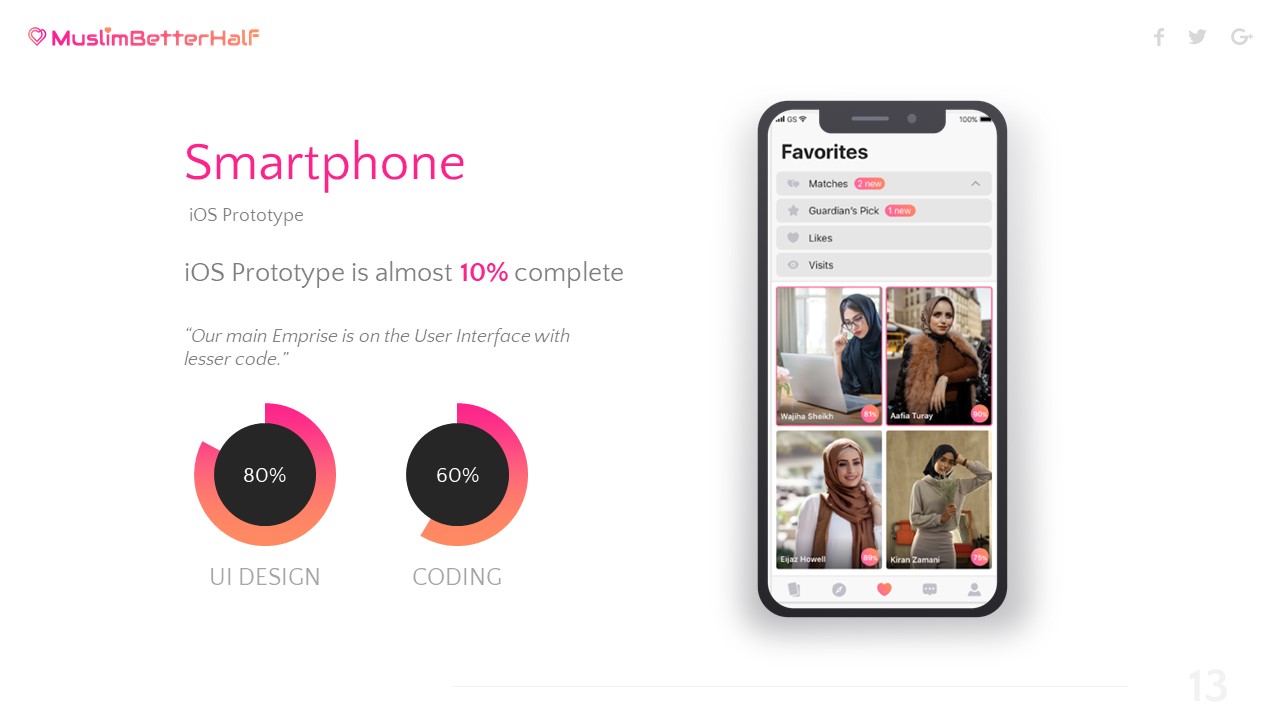 MuslimBetterHalf
Smartphone
iOS Prototype
iOS Prototype is almost 10% complete
“Our main Emprise is on the User Interface with
lesser code.”
80%
60%
UI DESIGN
CODING
GS
100%
Favorites
Matches 2 new
Guardian's Pick 1 new
Likes
Visits
Wajiha Sheikh 81%
Aafia Turay 90%
Eijaz Howell 89%
Kiran Zamani 75%
13